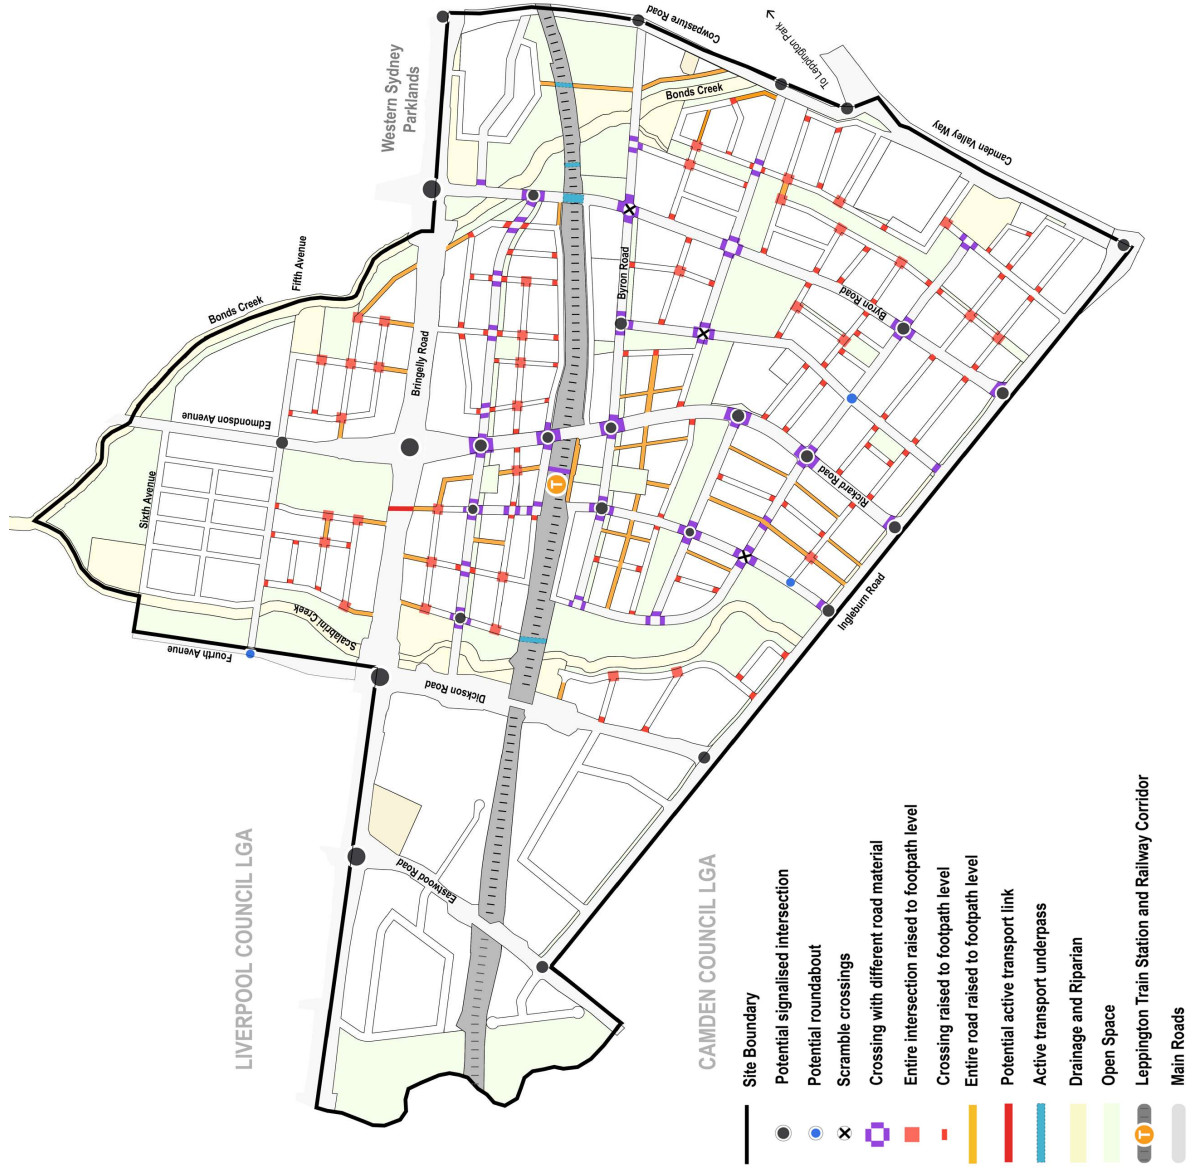 Western Sydney
Parklands
Cowpasture Road
To Leppington Park
Bonds Creek
Camden Valley Way
Fifth Avenue
Bonds Creek
Bringelly Road
Edmondson Avenue
Sixth Avenue
Byron Road
Byron Road
Rickard Road
Ingleburn Road
Scalabrini Creek
Fourth Avenue
Dickson Road
Eastwood Road
LIVERPOOL COUNCIL LGA
CAMDEN COUNCIL LGA
Site Boundary
Potential signalised intersection
Potential roundabout
Scramble crossings
Crossing with different road material
Entire intersection raised to footpath level
Crossing raised to footpath level
Entire road raised to footpath level
Potential active transport link
Active transport underpass
Drainage and Riparian
Open Space
T
Leppington Train Station and Railway Corridor
Main Roads
T